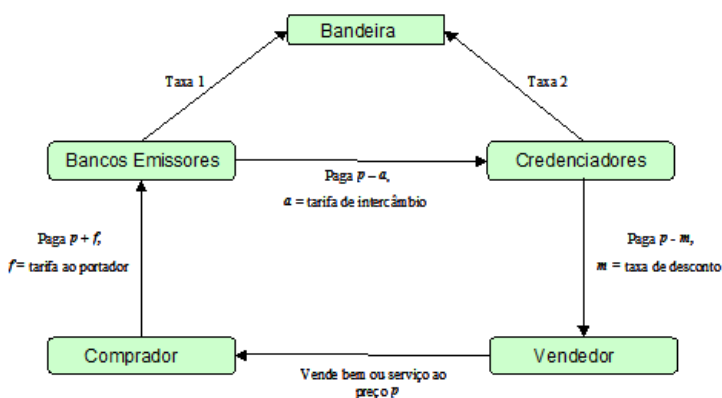 Bandeira
Taxa 1
Taxa 2
Bancos Emissores
Credenciadores
Paga p – a,
a = tarifa de intercâmbio
Paga p + f,
f = tarifa ao portador
Paga p - m,
m = taxa de desconto
Comprador
Vendedor
Vende bem ou serviço ao
preço p